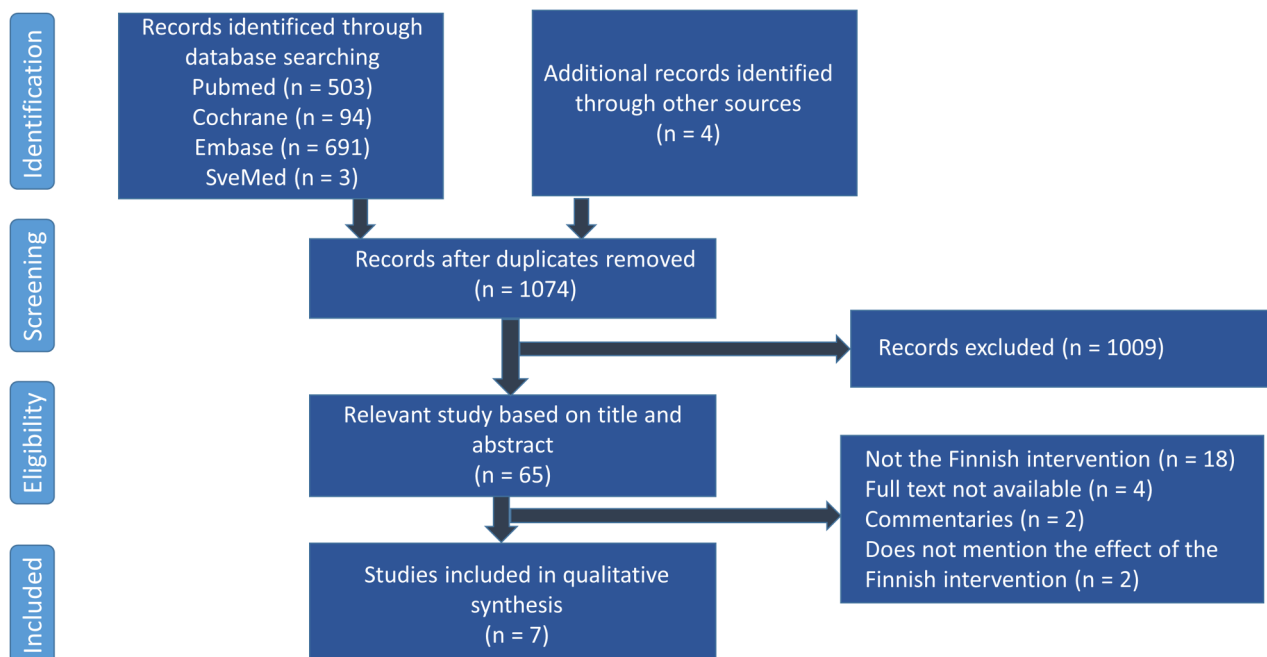 Identification
Records identificed through
database searching
Pubmed (n = 503)
Cochrane (n = 94)
Embase (n = 691)
SveMed (n = 3)
Additional records identified
through other sources
(n = 4)
Screening
Records after duplicates removed
(n = 1074)
Records excluded (n = 1009)
Eligibility
Relevant study based on title and
abstract
(n = 65)
Not the Finnish intervention (n = 18)
Full text not available (n = 4)
Commentaries (n = 2)
Does not mention the effect of the
Finnish intervention (n = 2)
Included
Studies included in qualitative
synthesis
(n = 7)